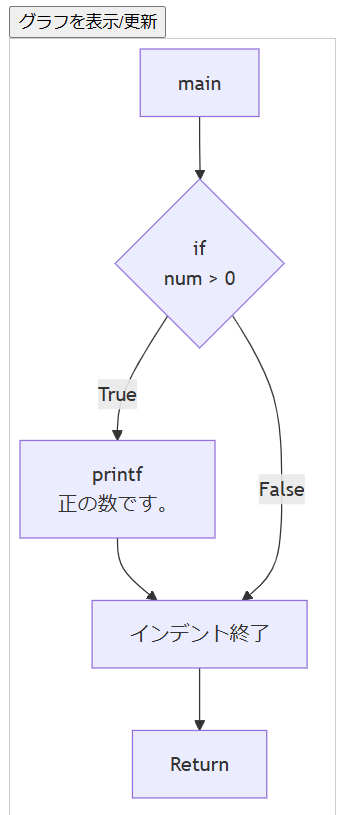 グラフを表示/更新
main
if
num > 0
True
printf
正の数です。
False
インデント終了
Return